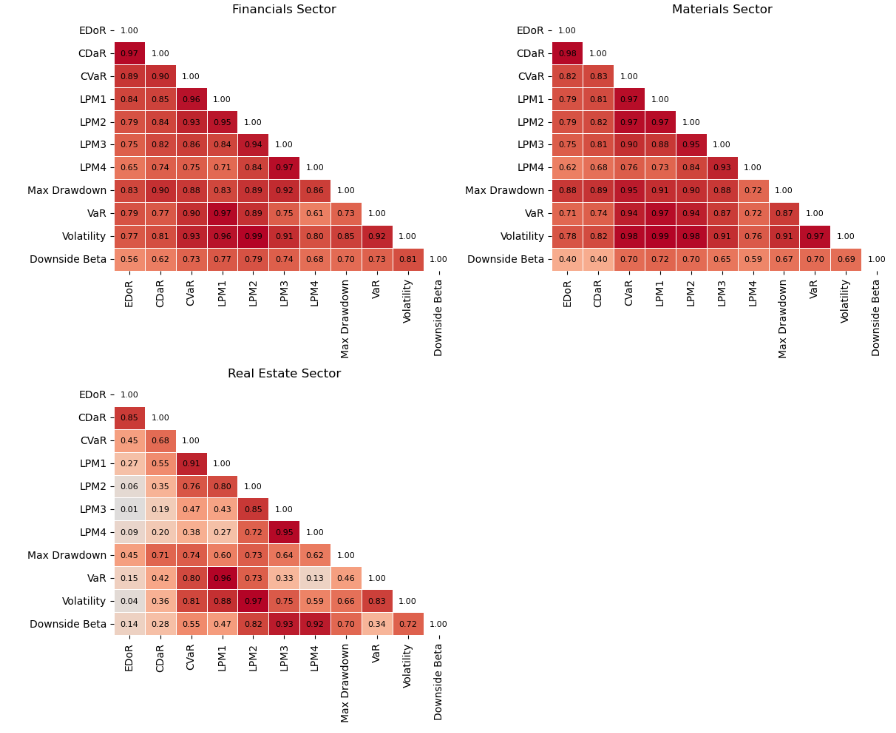 Financials Sector
EDoR 1.00
CDaR 0.97 1.00
CVaR 0.89 0.90 1.00
LPM1 0.84 0.85 0.96 1.00
LPM2 0.79 0.84 0.93 0.95 1.00
LPM3 0.75 0.82 0.86 0.84 0.94 1.00
LPM4 0.65 0.74 0.75 0.71 0.84 0.97 1.00
Max Drawdown 0.83 0.90 0.88 0.83 0.89 0.92 0.86 1.00
VaR 0.79 0.77 0.90 0.97 0.89 0.75 0.61 0.73 1.00
Volatility 0.77 0.81 0.93 0.96 0.99 0.91 0.80 0.85 0.92 1.00
Downside Beta 0.56 0.62 0.73 0.77 0.79 0.74 0.68 0.70 0.73 0.81 1.00
EDoR CDaR CVaR LPM1 LPM2 LPM3 LPM4 Max Drawdown VaR Volatility Downside Beta
Materials Sector
EDoR 1.00
CDaR 0.98 1.00
CVaR 0.82 0.83 1.00
LPM1 0.79 0.81 0.97 1.00
LPM2 0.79 0.82 0.97 0.97 1.00
LPM3 0.75 0.81 0.90 0.88 0.95 1.00
LPM4 0.62 0.68 0.76 0.73 0.84 0.93 1.00
Max Drawdown 0.88 0.89 0.95 0.91 0.90 0.88 0.72 1.00
VaR 0.71 0.74 0.94 0.97 0.94 0.87 0.72 0.87 1.00
Volatility 0.78 0.82 0.98 0.99 0.98 0.91 0.76 0.91 0.97 1.00
Downside Beta 0.40 0.40 0.70 0.72 0.70 0.65 0.59 0.67 0.70 0.69 1.00
EDoR CDaR CVaR LPM1 LPM2 LPM3 LPM4 Max Drawdown VaR Volatility Downside Beta
Real Estate Sector
EDoR 1.00
CDaR 0.85 1.00
CVaR 0.45 0.68 1.00
LPM1 0.27 0.55 0.91 1.00
LPM2 0.06 0.35 0.76 0.80 1.00
LPM3 0.01 0.19 0.47 0.43 0.85 1.00
LPM4 0.09 0.20 0.38 0.27 0.72 0.95 1.00
Max Drawdown 0.45 0.71 0.74 0.60 0.73 0.64 0.62 1.00
VaR 0.15 0.42 0.80 0.96 0.73 0.33 0.13 0.46 1.00
Volatility 0.04 0.36 0.81 0.88 0.97 0.75 0.59 0.66 0.83 1.00
Downside Beta 0.14 0.28 0.55 0.47 0.82 0.93 0.92 0.70 0.34 0.72 1.00
EDoR CDaR CVaR LPM1 LPM2 LPM3 LPM4 Max Drawdown VaR Volatility Downside Beta